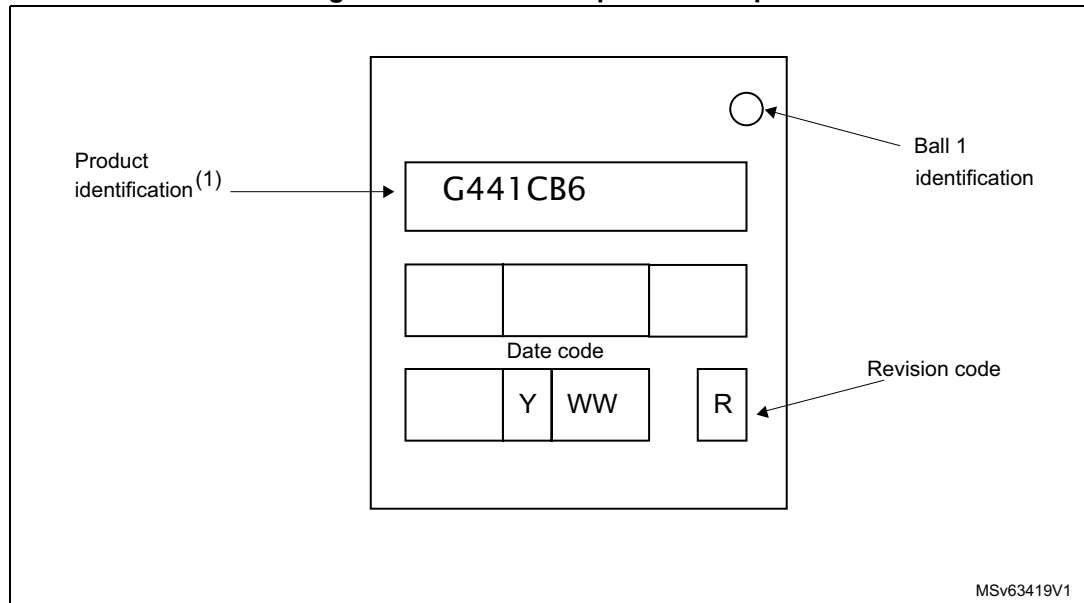 Product
identification(1)
G441CB6
Ball 1
identification
Date code
Y WW R
Revision code
MSv63419V1